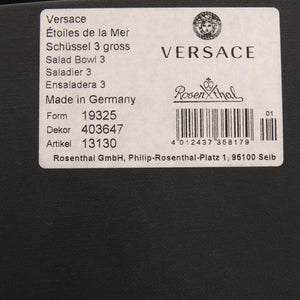 Versace
Étoiles de la Mer
Schüssel 3 gross
Salad Bowl 3
Saladier 3
Ensaladera 3
Made in Germany
Form 19325
Dekor 403647
Artikel 13130
Rosenthal GmbH, Philip-Rosenthal-Platz 1, 95100 Selb
VERSACE
Rosenthal
01
4 012437 358179